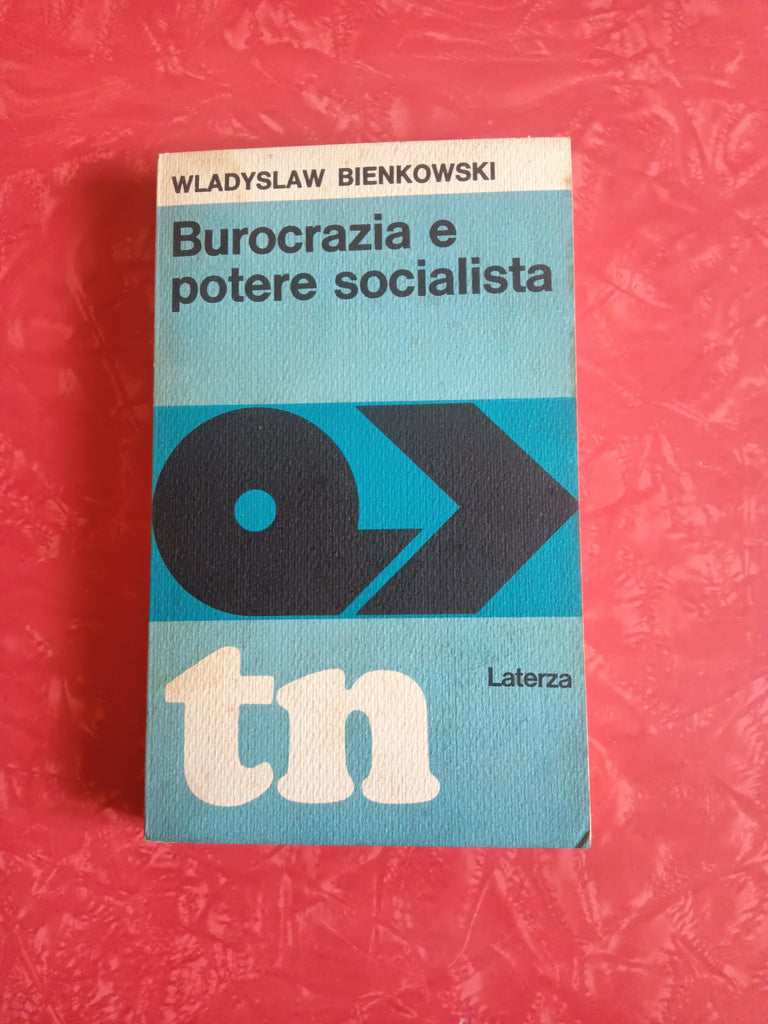 WLADYSLAW BIENKOWSKI
Burocrazia e
potere socialista
tn
Laterza